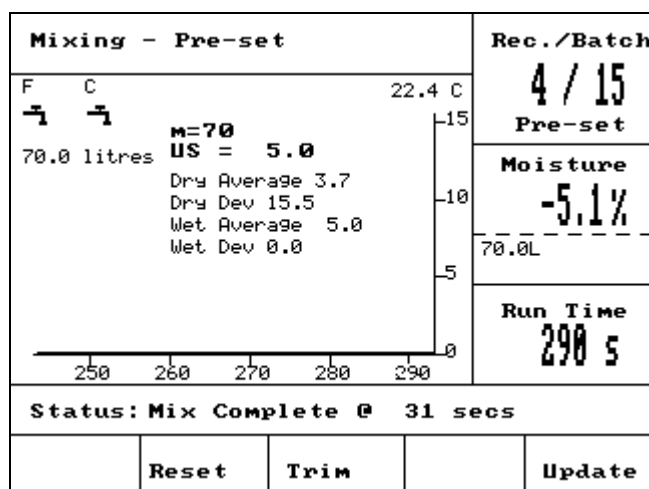 Mixing - Pre-set
F C
22.4 C
70.0 litres
m=70
US = 5.0
Dry Average 3.7
Dry Dev 15.5
Wet Average 5.0
Wet Dev 0.0
15
10
5
0
250 260 270 280 290
Rec./Batch
4 / 15
Pre-set
Moisture
-5.1%
70.0L
Run Time
290 s
Status: Mix Complete @ 31 secs
Reset Trim Update